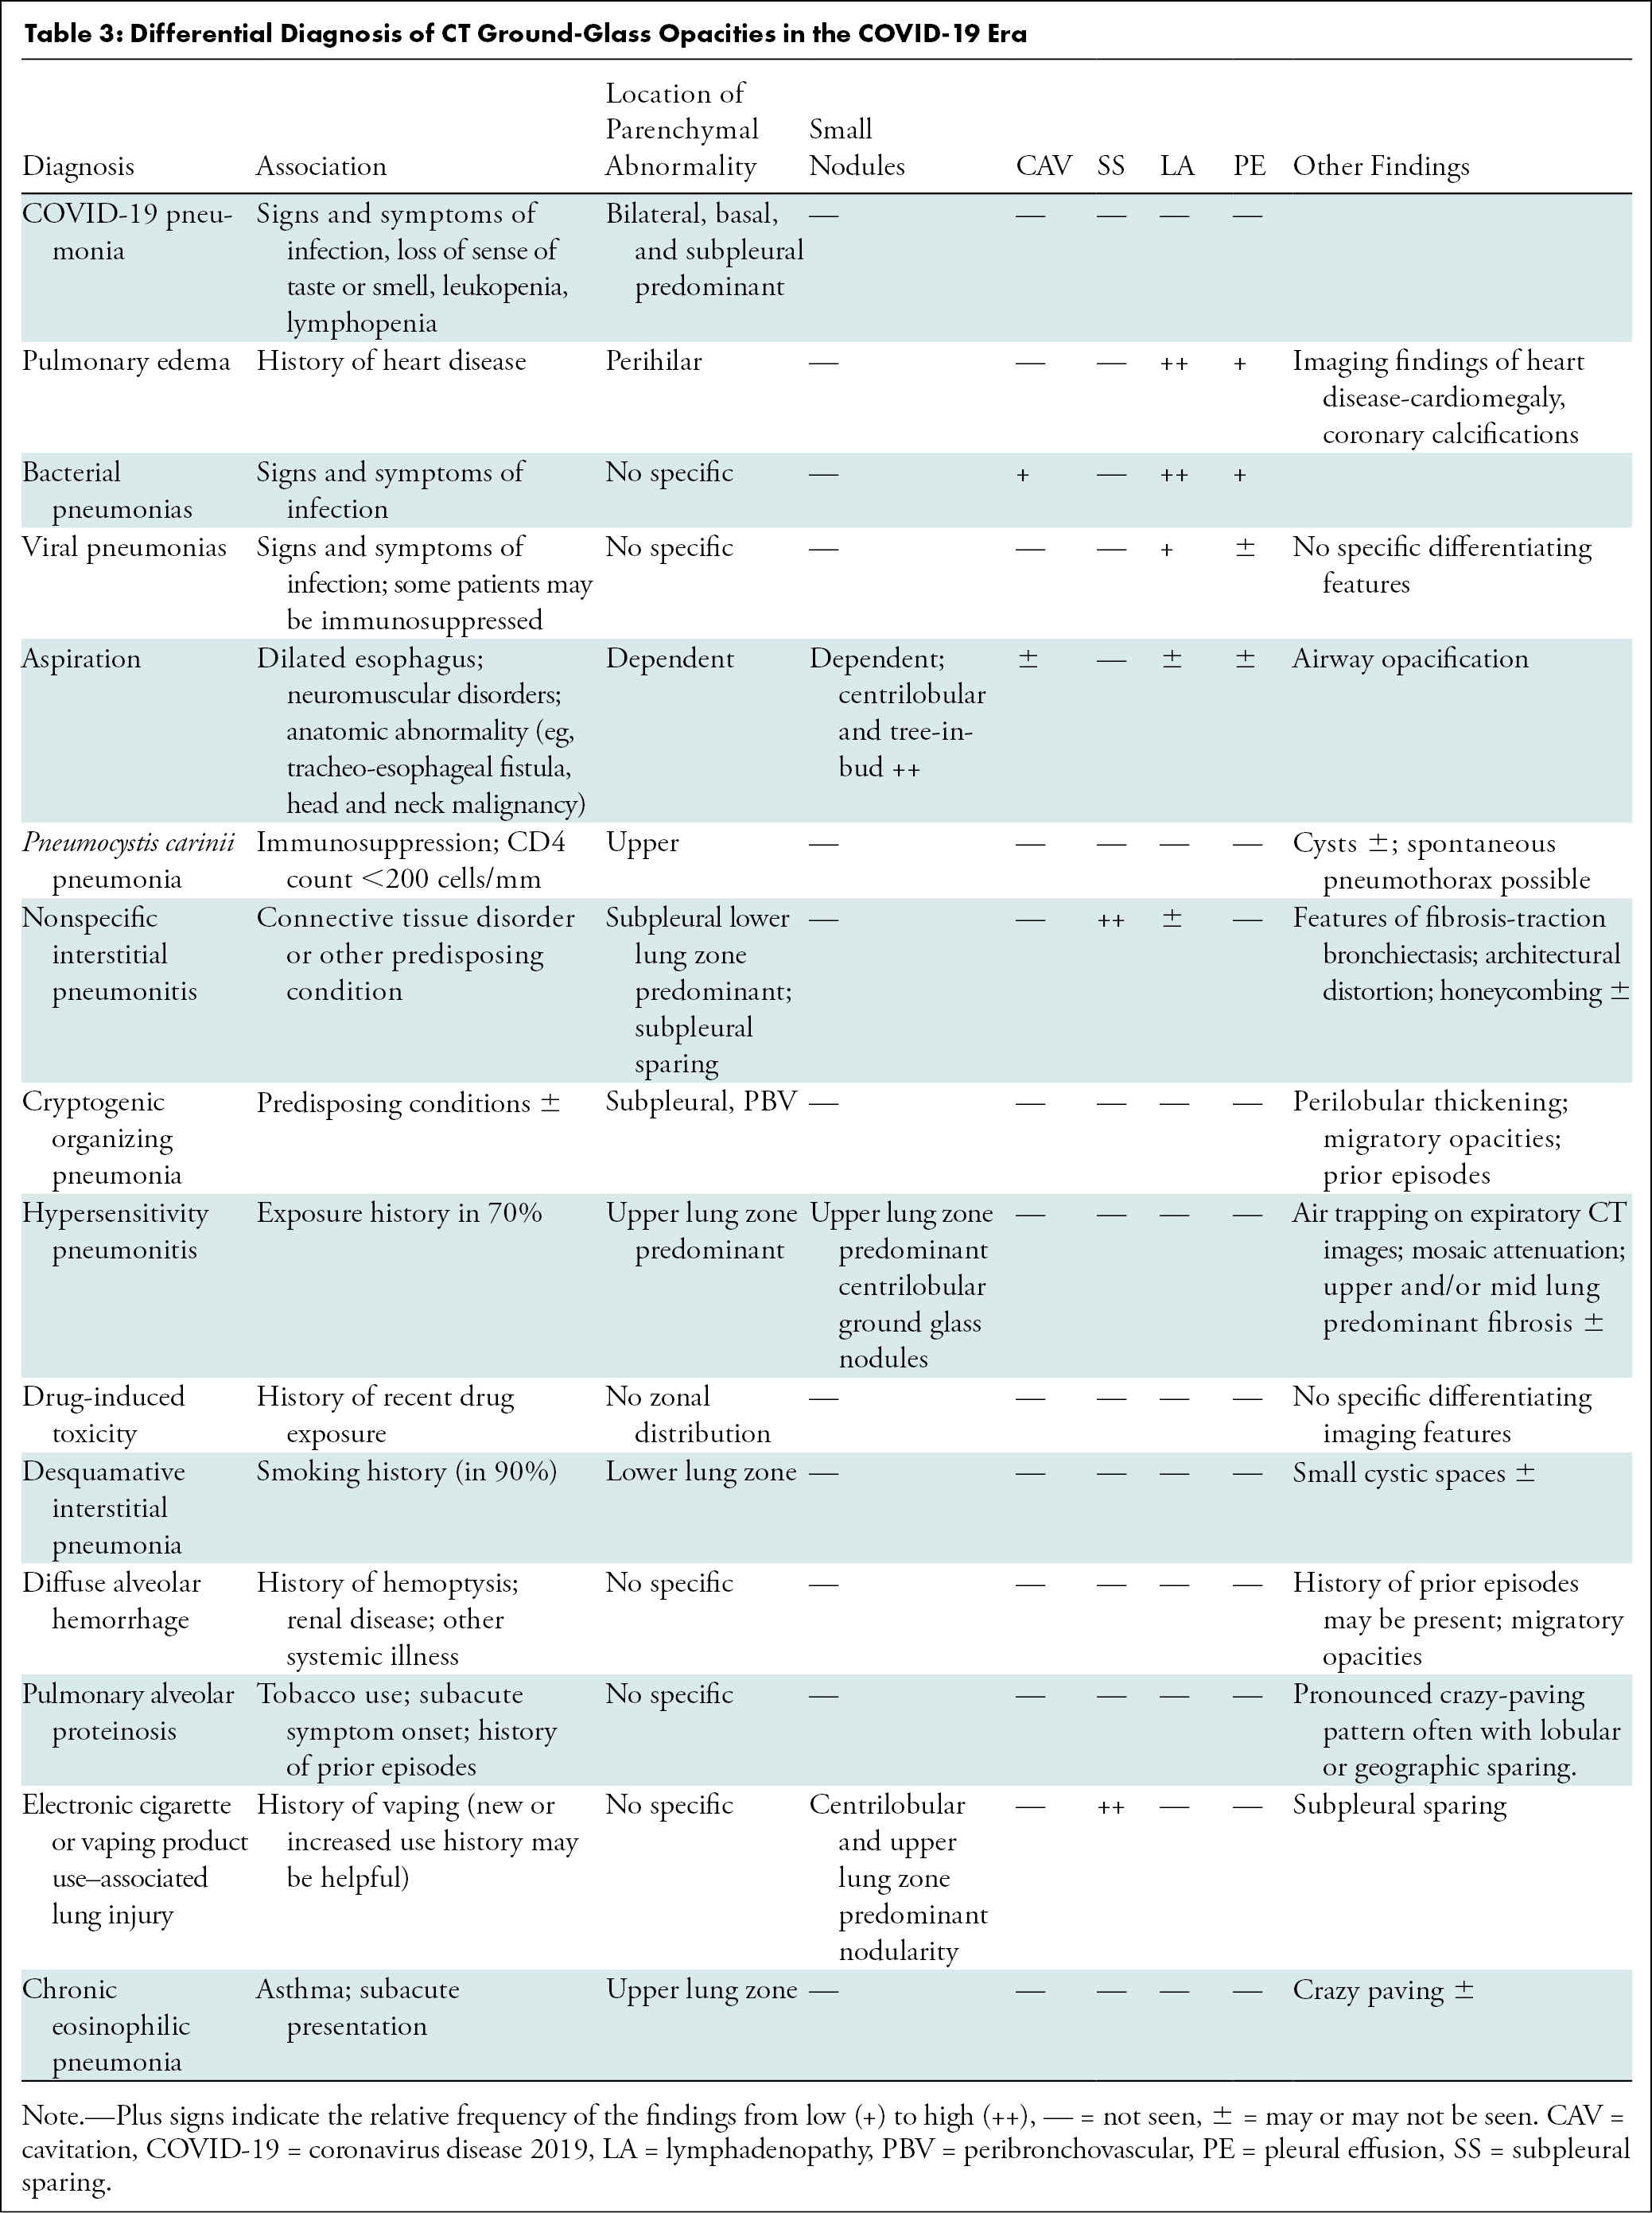 Table 3: Differential Diagnosis of CT Ground-Glass Opacities in the COVID-19 Era
Diagnosis Association Location of Parenchymal Abnormality Small Nodules CAV SS LA PE Other Findings
COVID-19 pneu- Signs and symptoms of Bilateral, basal, — — — — —
monia infection, loss of sense of and subpleural
taste or smell, leukopenia, predominant
lymphopenia
Pulmonary edema History of heart disease Perihilar — — — ++ + Imaging findings of heart
disease-cardiomegaly,
coronary calcifications
Bacterial Signs and symptoms of No specific — + — ++ +
pneumonias infection
Viral pneumonias Signs and symptoms of No specific — — — + ± No specific differentiating
infection; some patients may features
be immunosuppressed
Aspiration Dilated esophagus; Dependent Dependent; ± — ± ± Airway opacification
neuromuscular disorders; centrilobular
anatomic abnormality (eg, and tree-in-
tracheo-esophageal fistula, bud ++
head and neck malignancy)
Pneumocystis carinii Immunosuppression; CD4 Upper — — — — — Cysts ±; spontaneous
pneumonia count <200 cells/mm pneumothorax possible
Nonspecific Connective tissue disorder Subpleural lower — — ++ ± — Features of fibrosis-traction
interstitial or other predisposing lung zone bronchiectasis; architectural
pneumonitis condition predominant; distortion; honeycombing ±
subpleural
sparing
Cryptogenic Predisposing conditions ± Subpleural, PBV — — — — — Perilobular thickening;
organizing migratory opacities;
pneumonia prior episodes
Hypersensitivity Exposure history in 70% Upper lung zone Upper lung zone — — — — Air trapping on expiratory CT
pneumonitis predominant predominant images; mosaic attenuation;
centrilobular upper and/or mid lung
ground glass predominant fibrosis ±
nodules
Drug-induced History of recent drug No zonal — — — — — No specific differentiating
toxicity exposure distribution imaging features
Desquamative Smoking history (in 90%) Lower lung zone — — — — — Small cystic spaces ±
interstitial
pneumonia
Diffuse alveolar History of hemoptysis; No specific — — — — — History of prior episodes
hemorrhage renal disease; other may be present; migratory
systemic illness opacities
Pulmonary alveolar Tobacco use; subacute No specific — — — — — Pronounced crazy-paving
proteinosis symptom onset; history pattern often with lobular
of prior episodes or geographic sparing.
Electronic cigarette History of vaping (new or No specific Centrilobular — ++ — — Subpleural sparing
or vaping product increased use history may and upper
use–associated be helpful) lung zone
lung injury predominant
nodularity
Chronic Asthma; subacute Upper lung zone — — — — — Crazy paving ±
eosinophilic presentation
pneumonia
Note.—Plus signs indicate the relative frequency of the findings from low (+) to high (++), — = not seen, ± = may or may not be seen. CAV =
cavitation, COVID-19 = coronavirus disease 2019, LA = lymphadenopathy, PBV = peribronchovascular, PE = pleural effusion, SS = subpleural
sparing.